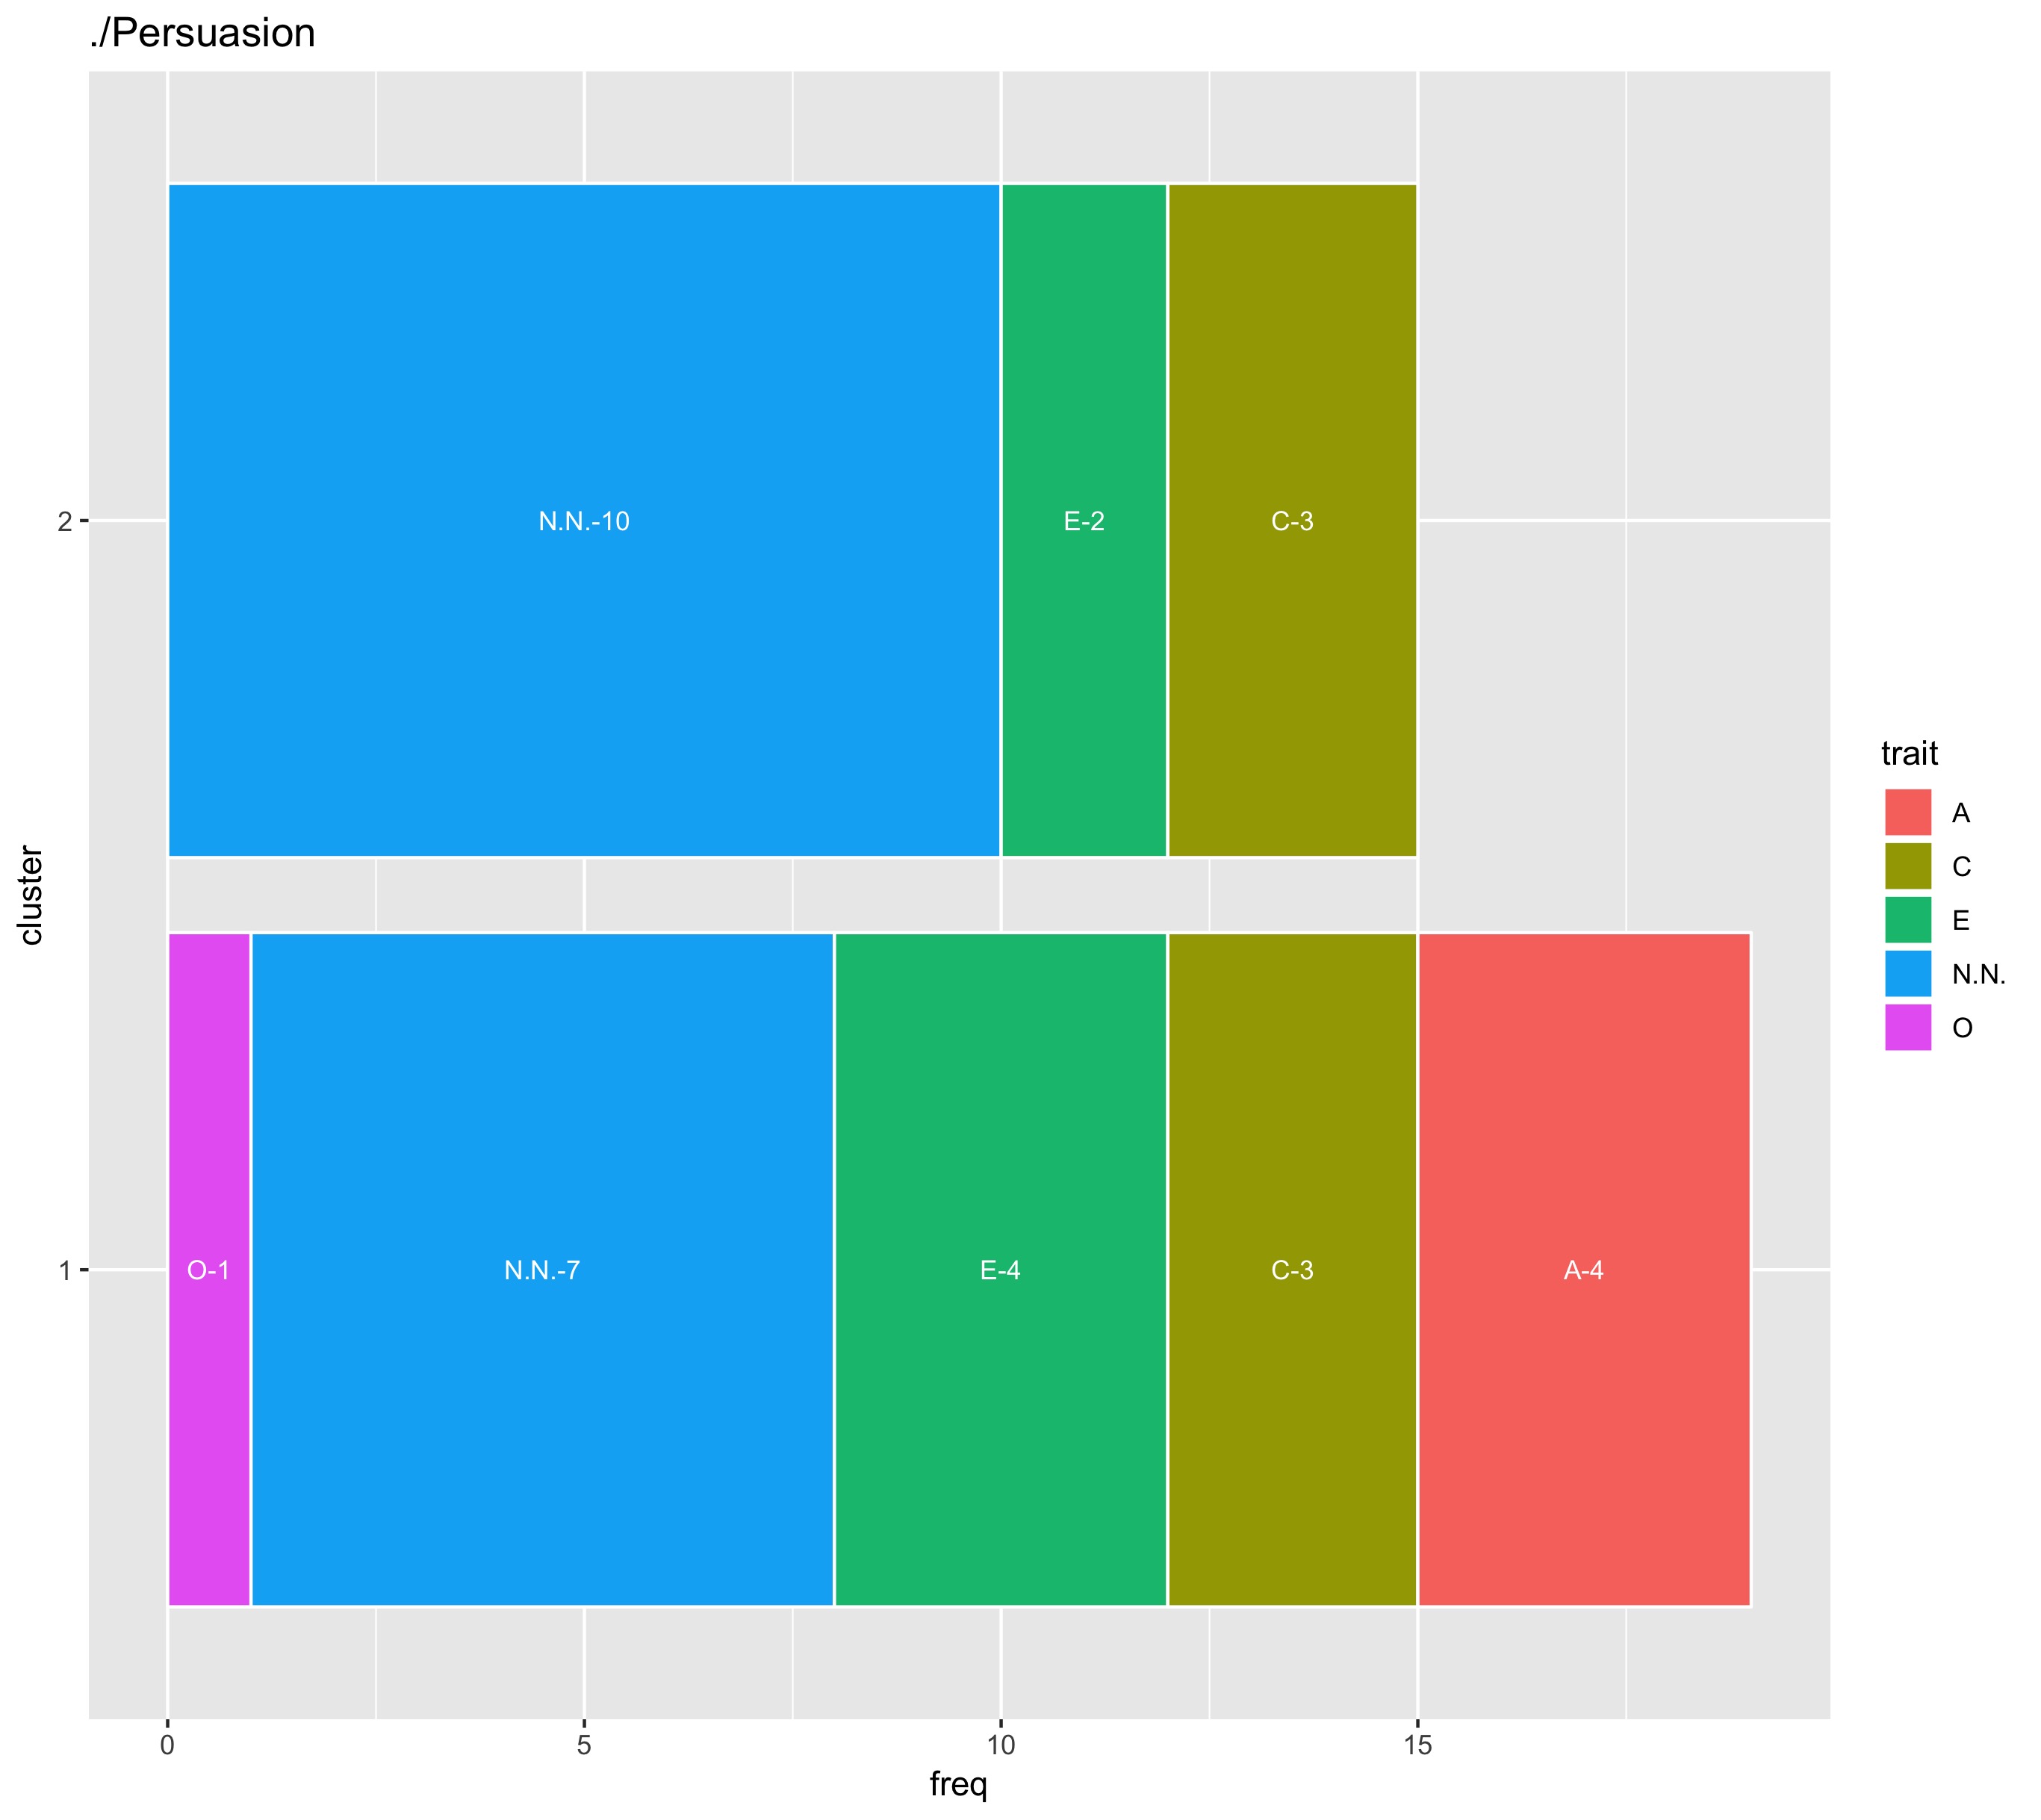 ./Persuasion
cluster
2
N.N.-10
E-2
C-3
1
O-1
N.N.-7
E-4
C-3
A-4
0
5
10
15
freq
trait
A
C
E
N.N.
O